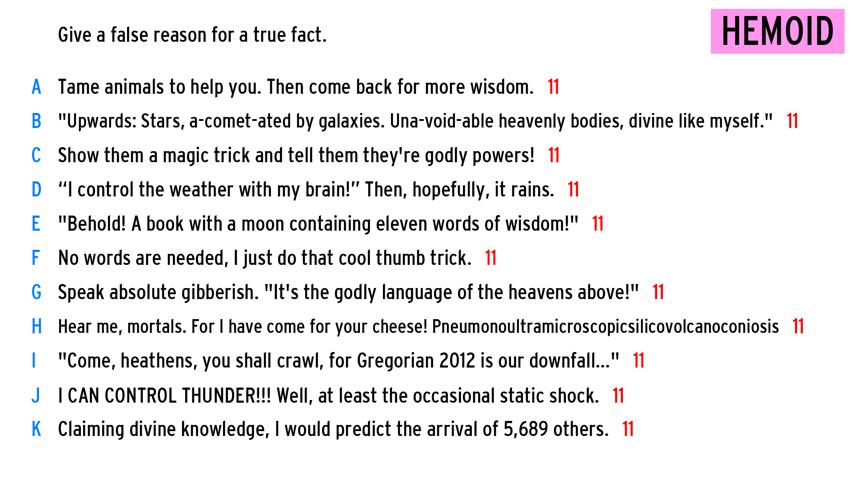 Give a false reason for a true fact.
HEMOID
A Tame animals to help you. Then come back for more wisdom. 11
B "Upwards: Stars, a-comet-ated by galaxies. Una-void-able heavenly bodies, divine like myself." 11
C Show them a magic trick and tell them they're godly powers! 11
D “I control the weather with my brain!” Then, hopefully, it rains. 11
E "Behold! A book with a moon containing eleven words of wisdom!" 11
F No words are needed, I just do that cool thumb trick. 11
G Speak absolute gibberish. "It's the godly language of the heavens above!" 11
H Hear me, mortals. For I have come for your cheese! Pneumonoultramicroscopicsilicovolcanoconiosis 11
I "Come, heathens, you shall crawl, for Gregorian 2012 is our downfall..." 11
J I CAN CONTROL THUNDER!!! Well, at least the occasional static shock. 11
K Claiming divine knowledge, I would predict the arrival of 5,689 others. 11